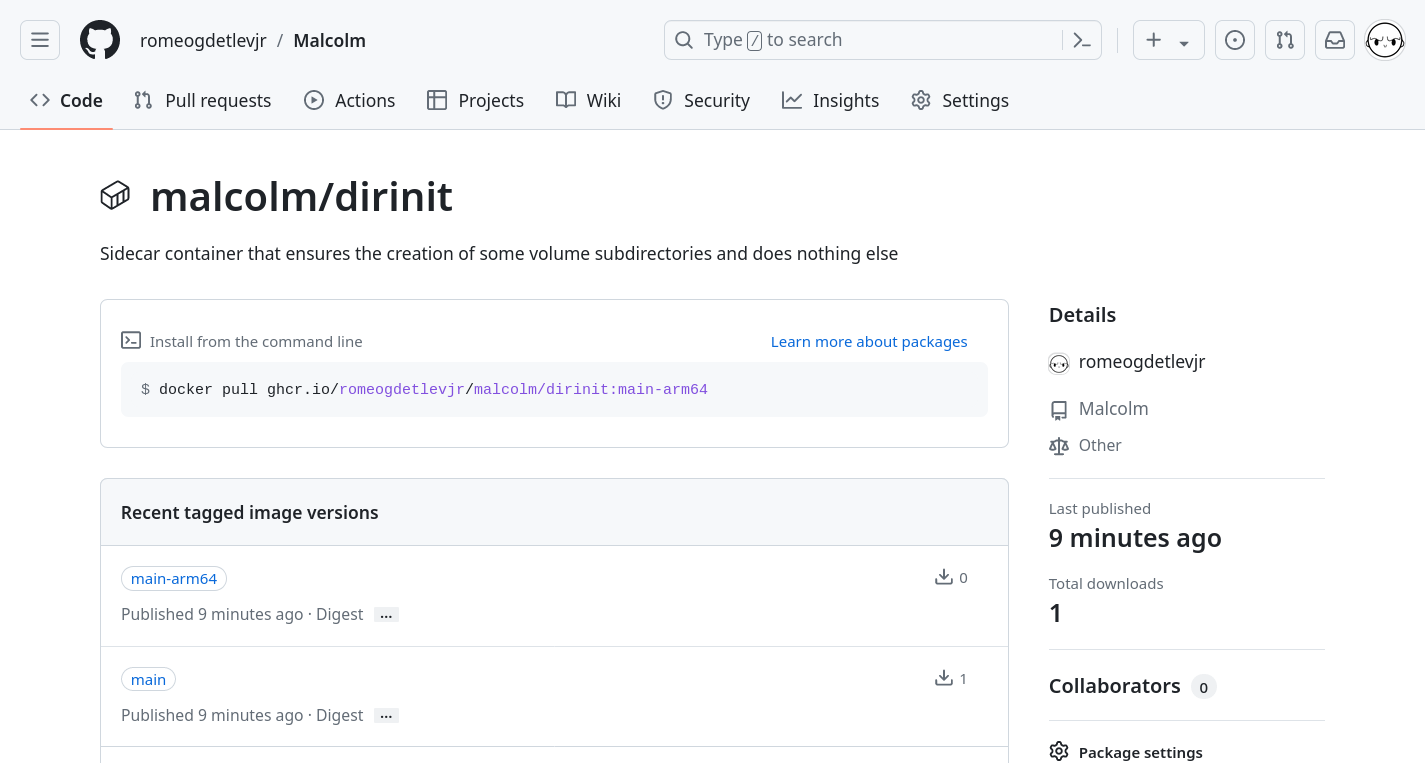 romeogdetlevjr / Malcolm
Type / to search
Code
Pull requests
Actions
Projects
Wiki
Security
Insights
Settings
malcolm/dirinit
Sidecar container that ensures the creation of some volume subdirectories and does nothing else
Install from the command line
Learn more about packages
$ docker pull ghcr.io/romeogdetlevjr/malcolm/dirinit:main-arm64
Recent tagged image versions
main-arm64
0
Published 9 minutes ago · Digest ...
main
1
Published 9 minutes ago · Digest ...
Details
romeogdetlevjr
Malcolm
Other
Last published
9 minutes ago
Total downloads
1
Collaborators 0
Package settings